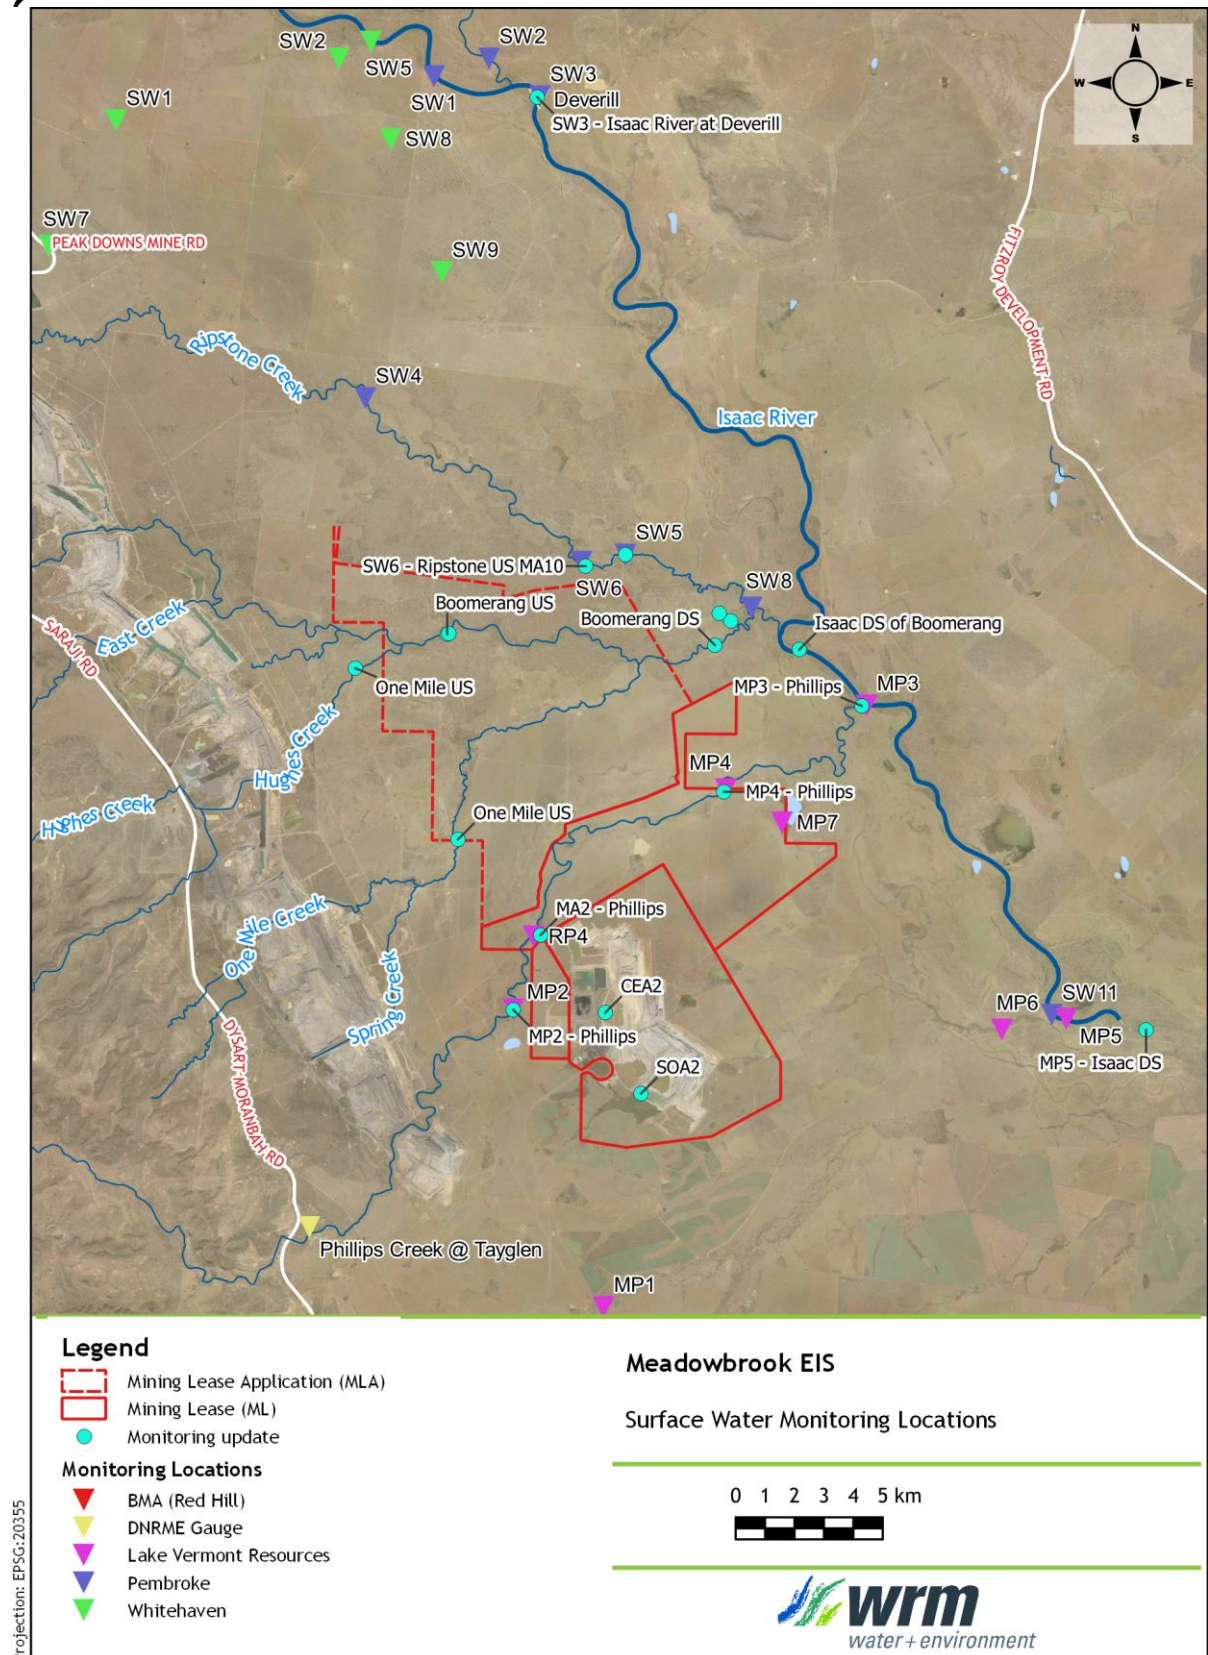 N
W
E
S
SW2
SW2
SW5
SW3
SW1
Deverill
SW3 - Isaac River at Deverill
SW1
SW8
SW7
PEAK DOWNS MINE RD
SW9
FITZROY DEVELOPMENT RD
Ripstone Creek
SW4
Isaac River
SW5
SW6 - Ripstone US MA10
SW6
SW8
Boomerang US
Boomerang DS
Isaac DS of Boomerang
East Creek
SARAJI RD
One Mile US
MP3 - Phillips
MP3
Hughes Creek
Hughes Creek
MP4
MP4 - Phillips
One Mile US
MP7
MA2 - Phillips
RP4
One Mile Creek
Spring Creek
MP2
CEA2
MP2 - Phillips
MP6
SW11
MP5
MP5 - Isaac DS
SOA2
DYSART-MORANBAH RD
Phillips Creek @ Tayglen
MP1
Legend
Mining Lease Application (MLA)
Mining Lease (ML)
Monitoring update
Monitoring Locations
BMA (Red Hill)
DNRME Gauge
Lake Vermont Resources
Pembroke
Whitehaven
Meadowbrook EIS
Surface Water Monitoring Locations
0 1 2 3 4 5 km
wrm
water + environment
rojection: EPSG:20355